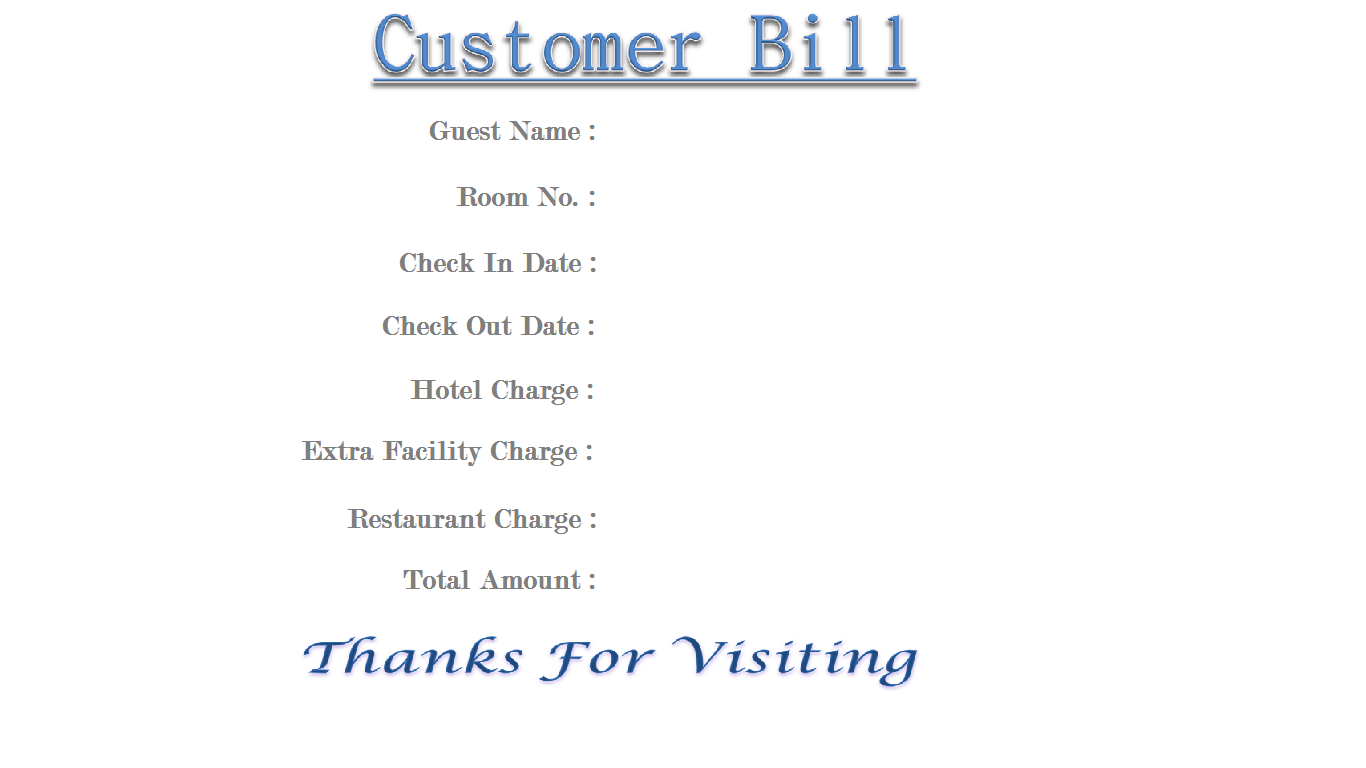 Customer Bill
Guest Name :
Room No. :
Check In Date :
Check Out Date :
Hotel Charge :
Extra Facility Charge :
Restaurant Charge :
Total Amount :
Thanks For Visiting